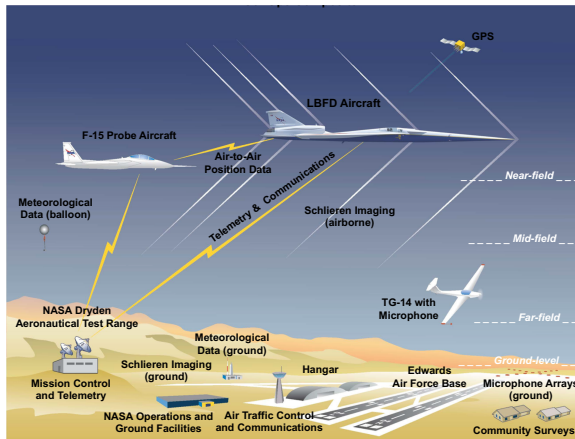 GPS
LBFD Aircraft
F-15 Probe Aircraft
Air-to-Air
Position Data
Telemetry & Communications
Near-field
Meteorological
Data (balloon)
Schlieren Imaging
(airborne)
Mid-field
TG-14 with
Microphone
NASA Dryden
Aeronautical Test Range
Far-field
Meteorological
Data (ground)
Ground-level
Schlieren Imaging
(ground)
Hangar
Edwards
Air Force Base
Mission Control
and Telemetry
Microphone Arrays
(ground)
NASA Operations and
Ground Facilities
Air Traffic Control
and Communications
Community Surveys